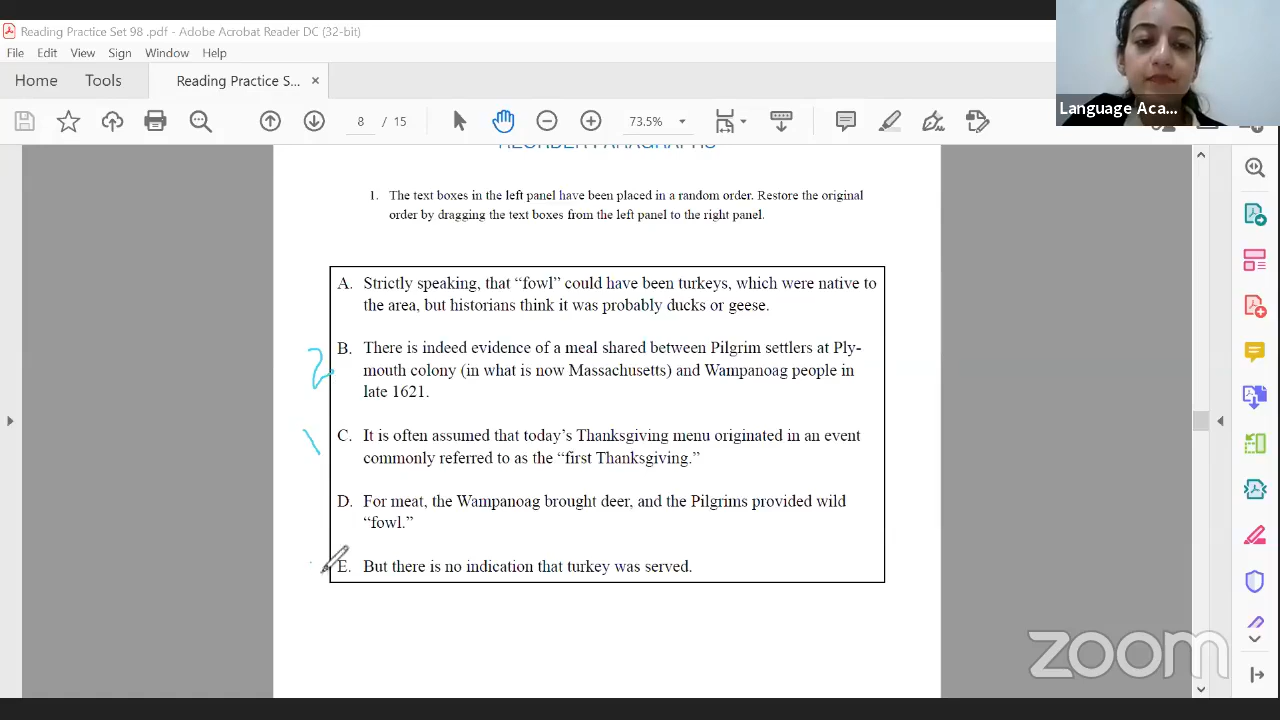 Reading Practice Set 98 .pdf - Adobe Acrobat Reader DC (32-bit)
File Edit View Sign Window Help
Home Tools Reading Practice S... ×
8 / 15 73.5%
Language Aca...
REORDER PARAGRAPHS
1. The text boxes in the left panel have been placed in a random order. Restore the original
order by dragging the text boxes from the left panel to the right panel.
A. Strictly speaking, that “fowl” could have been turkeys, which were native to
the area, but historians think it was probably ducks or geese.
2 B. There is indeed evidence of a meal shared between Pilgrim settlers at Ply-
mouth colony (in what is now Massachusetts) and Wampanoag people in
late 1621.
1 C. It is often assumed that today’s Thanksgiving menu originated in an event
commonly referred to as the “first Thanksgiving.”
D. For meat, the Wampanoag brought deer, and the Pilgrims provided wild
“fowl.”
E. But there is no indication that turkey was served.
zoom